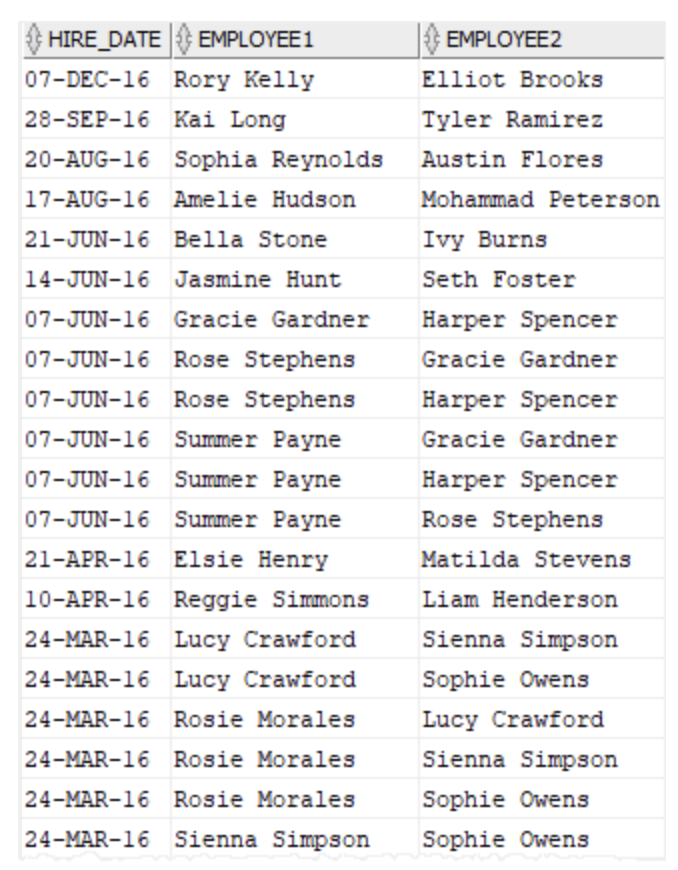 HIRE_DATE EMPLOYEE1 EMPLOYEE2
07-DEC-16 Rory Kelly Elliot Brooks
28-SEP-16 Kai Long Tyler Ramirez
20-AUG-16 Sophia Reynolds Austin Flores
17-AUG-16 Amelie Hudson Mohammad Peterson
21-JUN-16 Bella Stone Ivy Burns
14-JUN-16 Jasmine Hunt Seth Foster
07-JUN-16 Gracie Gardner Harper Spencer
07-JUN-16 Rose Stephens Gracie Gardner
07-JUN-16 Rose Stephens Harper Spencer
07-JUN-16 Summer Payne Gracie Gardner
07-JUN-16 Summer Payne Harper Spencer
07-JUN-16 Summer Payne Rose Stephens
21-APR-16 Elsie Henry Matilda Stevens
10-APR-16 Reggie Simmons Liam Henderson
24-MAR-16 Lucy Crawford Sienna Simpson
24-MAR-16 Lucy Crawford Sophie Owens
24-MAR-16 Rosie Morales Lucy Crawford
24-MAR-16 Rosie Morales Sienna Simpson
24-MAR-16 Rosie Morales Sophie Owens
24-MAR-16 Sienna Simpson Sophie Owens